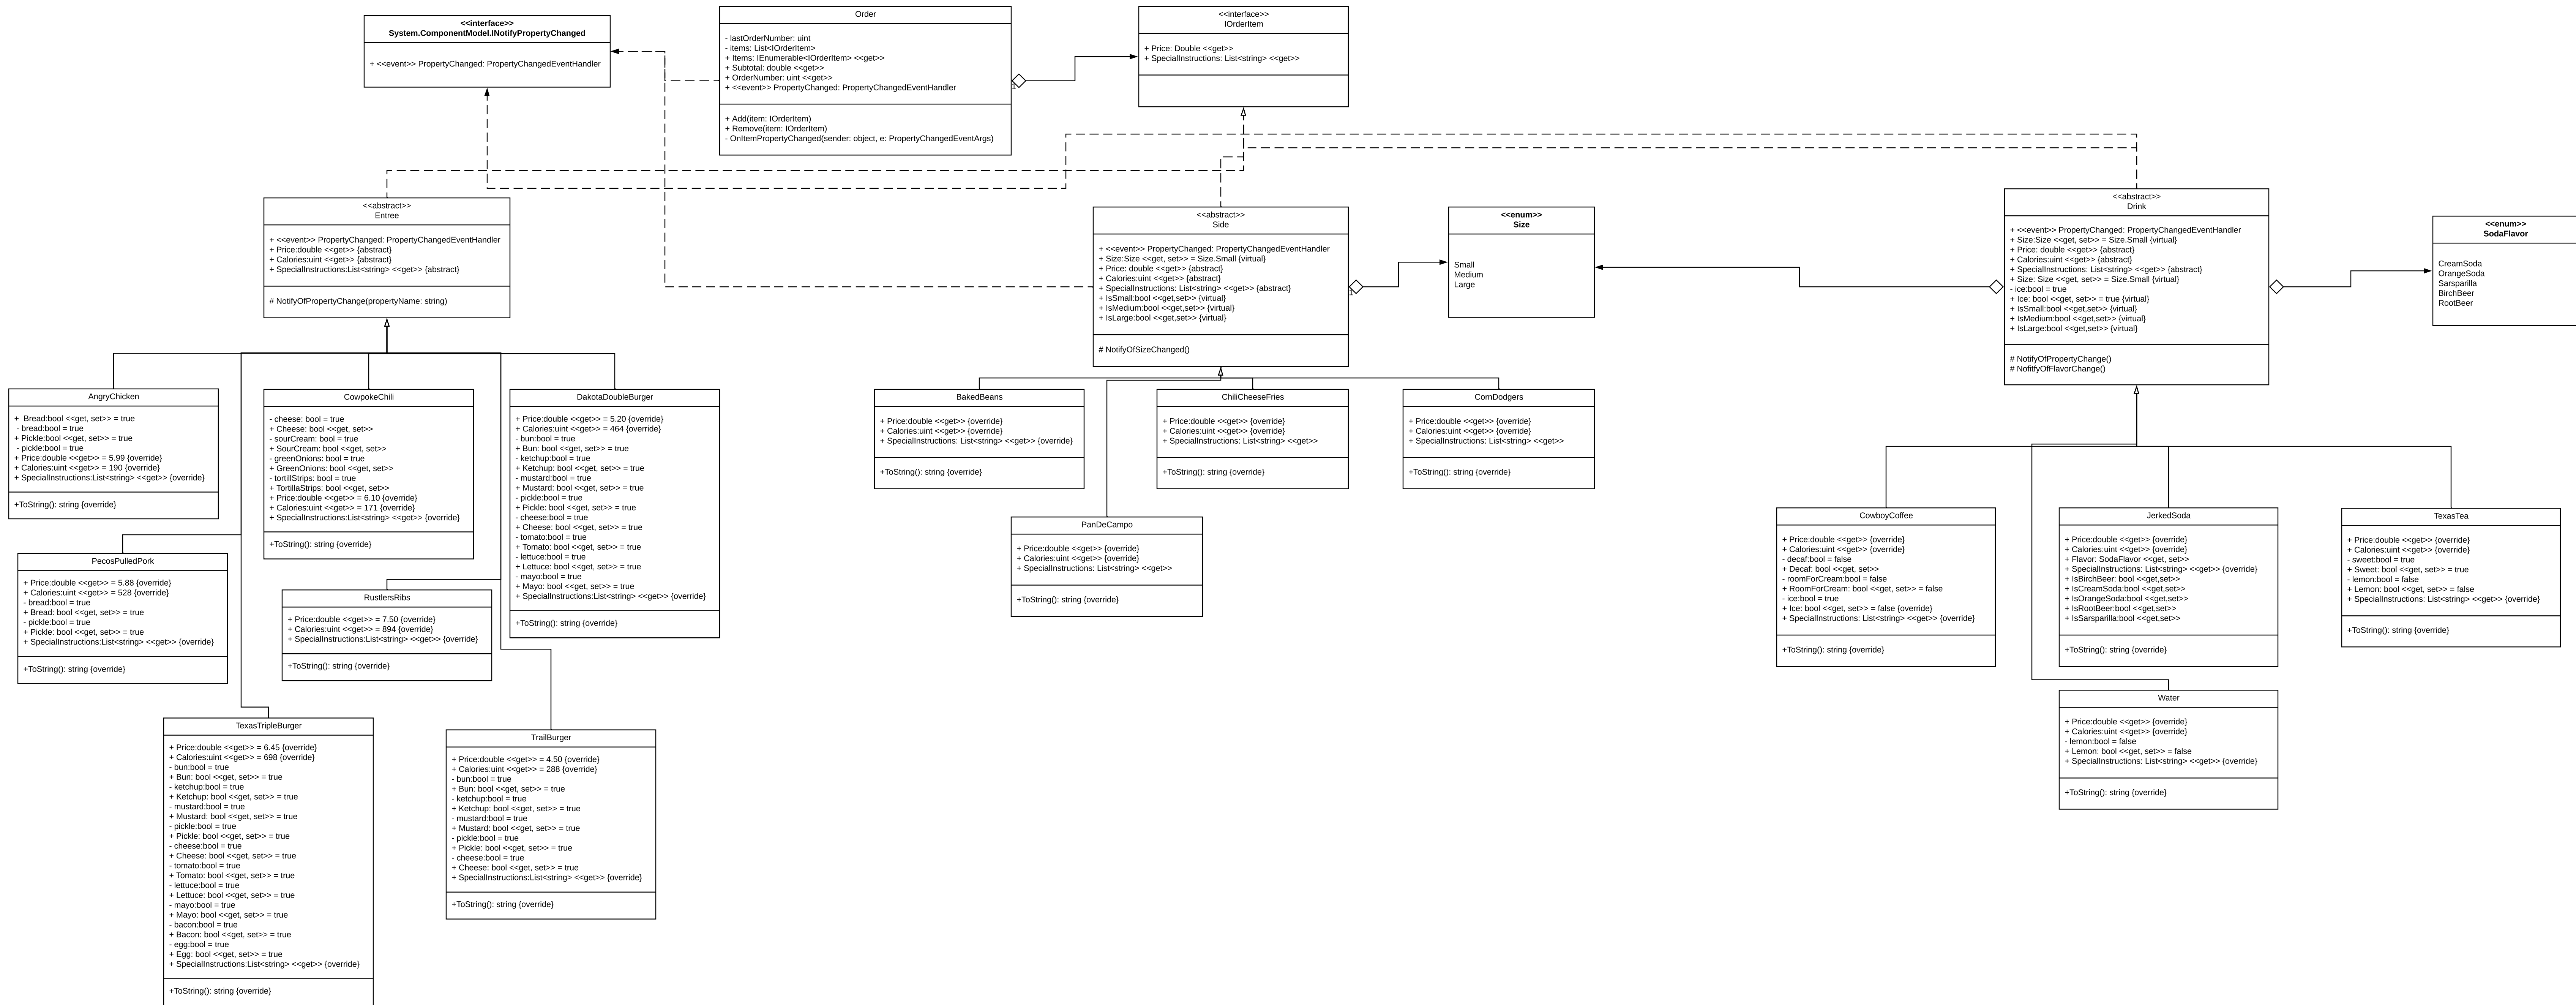 <<interface>>
System.ComponentModel.INotifyPropertyChanged
+ <<event>> PropertyChanged: PropertyChangedEventHandler
Order
- lastOrderNumber: uint
- items: List<IOrderItem>
+ Items: IEnumerable<IOrderItem> <<get>>
+ Subtotal: double <<get>>
+ OrderNumber: uint <<get>>
+ <<event>> PropertyChanged: PropertyChangedEventHandler
+ Add(item: IOrderItem)
+ Remove(item: IOrderItem)
- OnItemPropertyChanged(sender: object, e: PropertyChangedEventArgs)
1
<<interface>>
IOrderItem
+ Price: Double <<get>>
+ SpecialInstructions: List<string> <<get>>
<<abstract>>
Entree
+ <<event>> PropertyChanged: PropertyChangedEventHandler
+ Price:double <<get>> {abstract}
+ Calories:uint <<get>> {abstract}
+ SpecialInstructions:List<string> <<get>> {abstract}
# NotifyOfPropertyChange(propertyName: string)
<<abstract>>
Side
+ <<event>> PropertyChanged: PropertyChangedEventHandler
+ Size:Size <<get, set>> = Size.Small {virtual}
+ Price: double <<get>> {abstract}
+ Calories:uint <<get>> {abstract}
+ SpecialInstructions: List<string> <<get>> {abstract}
+ IsSmall:bool <<get,set>> {virtual}
+ IsMedium:bool <<get,set>> {virtual}
+ IsLarge:bool <<get,set>> {virtual}
# NotifyOfSizeChanged()
1
<<enum>>
Size
Small
Medium
Large
<<abstract>>
Drink
+ <<event>> PropertyChanged: PropertyChangedEventHandler
+ Size:Size <<get, set>> = Size.Small {virtual}
+ Price: double <<get>> {abstract}
+ Calories:uint <<get>> {abstract}
+ SpecialInstructions: List<string> <<get>> {abstract}
+ Size: Size <<get, set>> = Size.Small {virtual}
- ice:bool = true
+ Ice: bool <<get, set>> = true {virtual}
+ IsSmall:bool <<get,set>> {virtual}
+ IsMedium:bool <<get,set>> {virtual}
+ IsLarge:bool <<get,set>> {virtual}
# NotifyOfPropertyChange()
# NofitfyOfFlavorChange()
<<enum>>
SodaFlavor
CreamSoda
OrangeSoda
Sarsparilla
BirchBeer
RootBeer
AngryChicken
+  Bread:bool <<get, set>> = true
- bread:bool = true
+ Pickle:bool <<get, set>> = true
- pickle:bool = true
+ Price:double <<get>> = 5.99 {override}
+ Calories:uint <<get>> = 190 {override}
+ SpecialInstructions:List<string> <<get>> {override}
+ToString(): string {override}
CowpokeChili
- cheese: bool = true
+ Cheese: bool <<get, set>>
- sourCream: bool = true
+ SourCream: bool <<get, set>>
- greenOnions: bool = true
+ GreenOnions: bool <<get, set>>
- tortillStrips: bool = true
+ TortillaStrips: bool <<get, set>>
+ Price:double <<get>> = 6.10 {override}
+ Calories:uint <<get>> = 171 {override}
+ SpecialInstructions:List<string> <<get>> {override}
+ToString(): string {override}
DakotaDoubleBurger
+ Price:double <<get>> = 5.20 {override}
+ Calories:uint <<get>> = 464 {override}
- bun:bool = true
+ Bun: bool <<get, set>> = true
- ketchup:bool = true
+ Ketchup: bool <<get, set>> = true
- mustard:bool = true
+ Mustard: bool <<get, set>> = true
- pickle:bool = true
+ Pickle: bool <<get, set>> = true
- cheese:bool = true
+ Cheese: bool <<get, set>> = true
- tomato:bool = true
+ Tomato: bool <<get, set>> = true
- lettuce:bool = true
+ Lettuce: bool <<get, set>> = true
- mayo:bool = true
+ Mayo: bool <<get, set>> = true
+ SpecialInstructions:List<string> <<get>> {override}
+ToString(): string {override}
BakedBeans
+ Price:double <<get>> {override}
+ Calories:uint <<get>> {override}
+ SpecialInstructions: List<string> <<get>> {override}
+ToString(): string {override}
ChiliCheeseFries
+ Price:double <<get>> {override}
+ Calories:uint <<get>> {override}
+ SpecialInstructions: List<string> <<get>>
+ToString(): string {override}
CornDodgers
+ Price:double <<get>> {override}
+ Calories:uint <<get>> {override}
+ SpecialInstructions: List<string> <<get>>
+ToString(): string {override}
PanDeCampo
+ Price:double <<get>> {override}
+ Calories:uint <<get>> {override}
+ SpecialInstructions: List<string> <<get>>
+ToString(): string {override}
CowboyCoffee
+ Price:double <<get>> {override}
+ Calories:uint <<get>> {override}
- decaf:bool = false
+ Decaf: bool <<get, set>>
- roomForCream:bool = false
+ RoomForCream: bool <<get, set>> = false
- ice:bool = true
+ Ice: bool <<get, set>> = false {override}
+ SpecialInstructions: List<string> <<get>> {override}
+ToString(): string {override}
JerkedSoda
+ Price:double <<get>> {override}
+ Calories:uint <<get>> {override}
+ Flavor: SodaFlavor <<get, set>>
+ SpecialInstructions: List<string> <<get>> {override}
+ IsBirchBeer: bool <<get,set>>
+ IsCreamSoda:bool <<get,set>>
+ IsOrangeSoda:bool <<get,set>>
+ IsRootBeer:bool <<get,set>>
+ IsSarsparilla:bool <<get,set>>
+ToString(): string {override}
TexasTea
+ Price:double <<get>> {override}
+ Calories:uint <<get>> {override}
- sweet:bool = true
+ Sweet: bool <<get, set>> = true
- lemon:bool = false
+ Lemon: bool <<get, set>> = false
+ SpecialInstructions: List<string> <<get>> {override}
+ToString(): string {override}
PecosPulledPork
+ Price:double <<get>> = 5.88 {override}
+ Calories:uint <<get>> = 528 {override}
- bread:bool = true
+ Bread: bool <<get, set>> = true
- pickle:bool = true
+ Pickle: bool <<get, set>> = true
+ SpecialInstructions:List<string> <<get>> {override}
+ToString(): string {override}
RustlersRibs
+ Price:double <<get>> = 7.50 {override}
+ Calories:uint <<get>> = 894 {override}
+ SpecialInstructions:List<string> <<get>> {override}
+ToString(): string {override}
Water
+ Price:double <<get>> {override}
+ Calories:uint <<get>> {override}
- lemon:bool = false
+ Lemon: bool <<get, set>> = false
+ SpecialInstructions: List<string> <<get>> {override}
+ToString(): string {override}
TexasTripleBurger
+ Price:double <<get>> = 6.45 {override}
+ Calories:uint <<get>> = 698 {override}
- bun:bool = true
+ Bun: bool <<get, set>> = true
- ketchup:bool = true
+ Ketchup: bool <<get, set>> = true
- mustard:bool = true
+ Mustard: bool <<get, set>> = true
- pickle:bool = true
+ Pickle: bool <<get, set>> = true
- cheese:bool = true
+ Cheese: bool <<get, set>> = true
- tomato:bool = true
+ Tomato: bool <<get, set>> = true
- lettuce:bool = true
+ Lettuce: bool <<get, set>> = true
- mayo:bool = true
+ Mayo: bool <<get, set>> = true
- bacon:bool = true
+ Bacon: bool <<get, set>> = true
- egg:bool = true
+ Egg: bool <<get, set>> = true
+ SpecialInstructions:List<string> <<get>> {override}
+ToString(): string {override}
TrailBurger
+ Price:double <<get>> = 4.50 {override}
+ Calories:uint <<get>> = 288 {override}
- bun:bool = true
+ Bun: bool <<get, set>> = true
- ketchup:bool = true
+ Ketchup: bool <<get, set>> = true
- mustard:bool = true
+ Mustard: bool <<get, set>> = true
- pickle:bool = true
+ Pickle: bool <<get, set>> = true
- cheese:bool = true
+ Cheese: bool <<get, set>> = true
+ SpecialInstructions:List<string> <<get>> {override}
+ToString(): string {override}